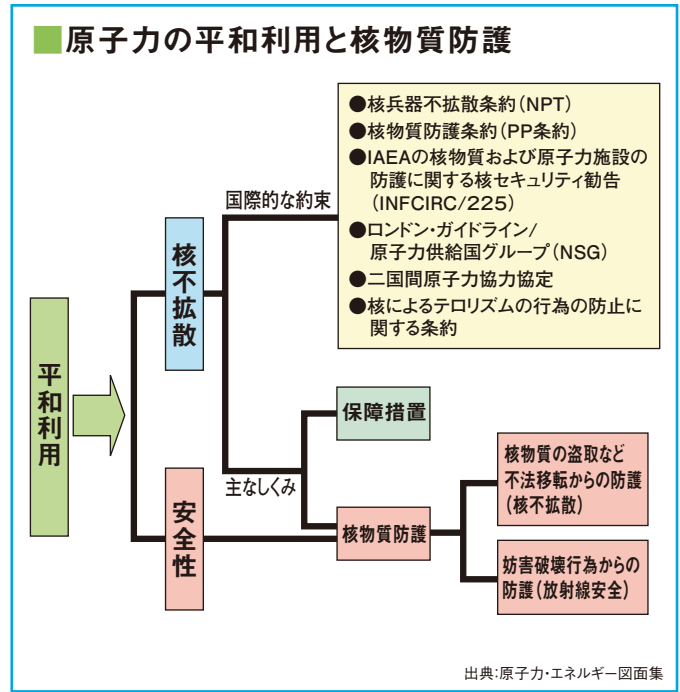 原子力の平和利用と核物質防護
●核兵器不拡散条約(NPT)
●核物質防護条約(PP条約)
●IAEAの核物質および原子力施設の
防護に関する核セキュリティ勧告
(INFCIRC/225)
●ロンドン・ガイドライン/
原子力供給国グループ(NSG)
●二国間原子力協力協定
●核によるテロリズムの行為の防止に
関する条約
国際的な約束
核不拡散
平和利用
保障措置
主なしくみ
安全性
核物質防護
核物質の盗取など
不法移転からの防護
(核不拡散)
妨害破壊行為からの
防護(放射線安全)
出典:原子力・エネルギー図面集